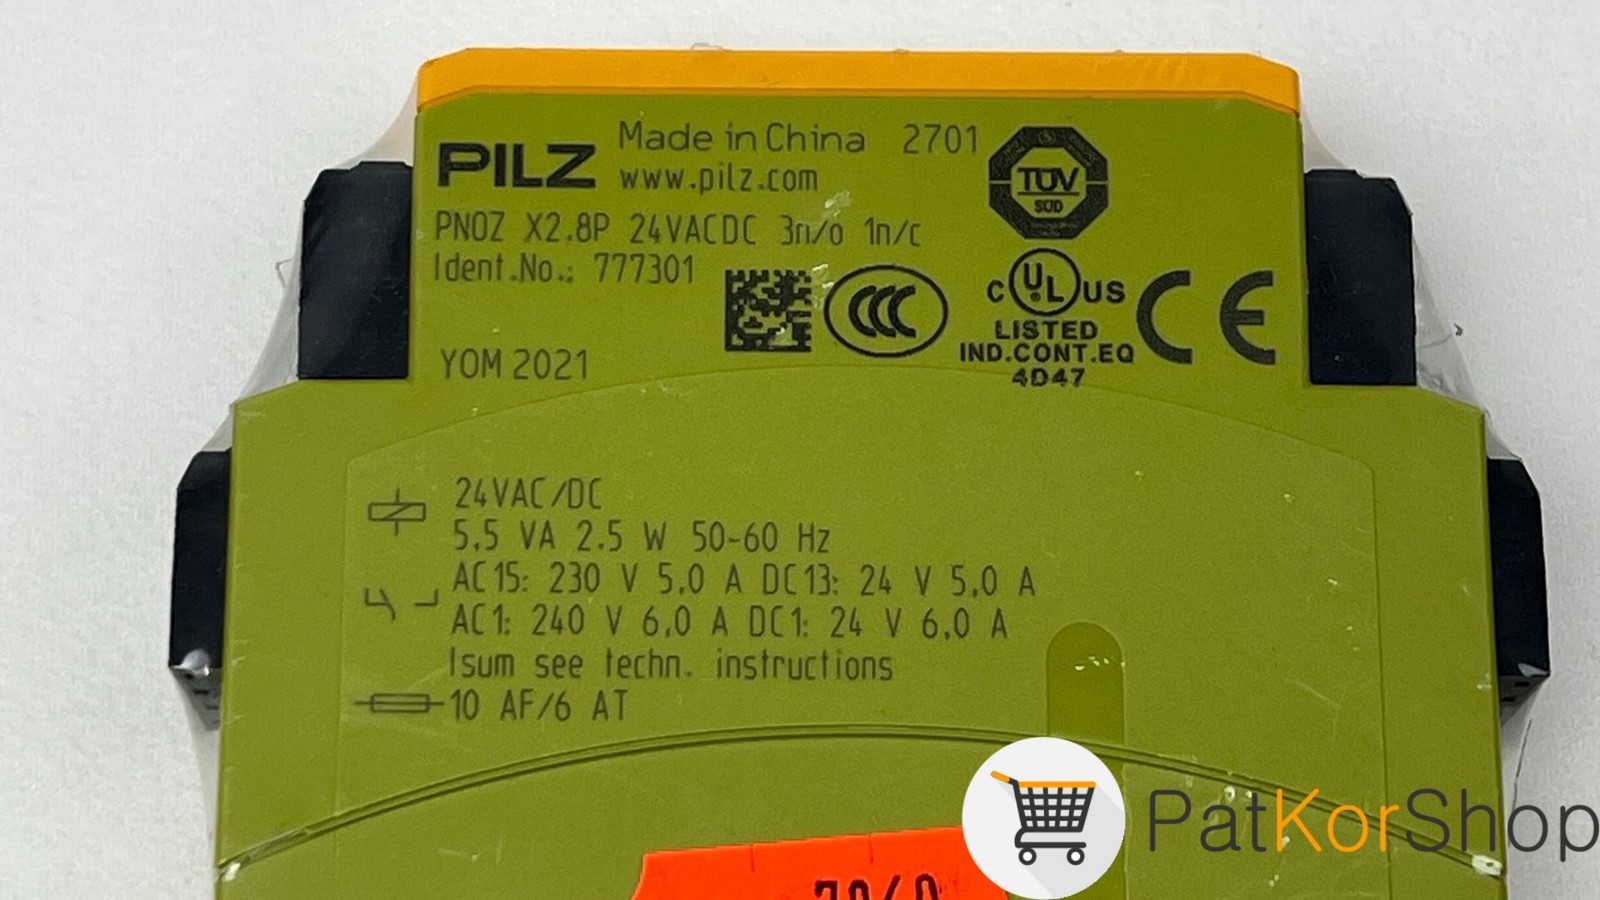 PILZ
Made in China 2701
www.pilz.com
PNOZ X2.8P 24VACDC 3n/o 1n/c
Ident.No.: 777301
YOM 2021
TÜV
SÜD
CCC
c UL US
LISTED
IND.CONT.EQ
4D47
CE
24VAC/DC
5,5 VA 2.5 W 50-60 Hz
AC15: 230 V 5,0 A DC13: 24 V 5,0 A
AC1: 240 V 6,0 A DC1: 24 V 6,0 A
Isum see techn. instructions
10 AF/6 AT
PatKorShop